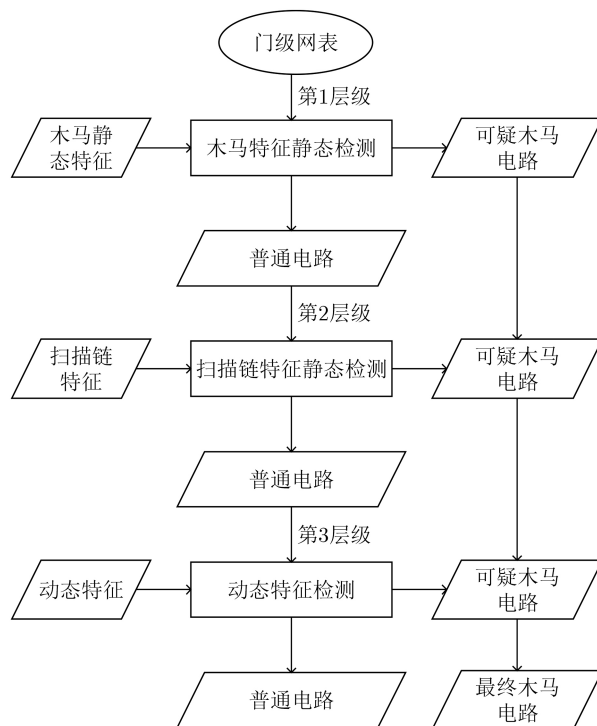 门级网表
第1层级
木马静
态特征
木马特征静态检测
可疑木马
电路
普通电路
第2层级
扫描链
特征
扫描链特征静态检测
可疑木马
电路
普通电路
第3层级
动态特征
动态特征检测
可疑木马
电路
普通电路
最终木马
电路